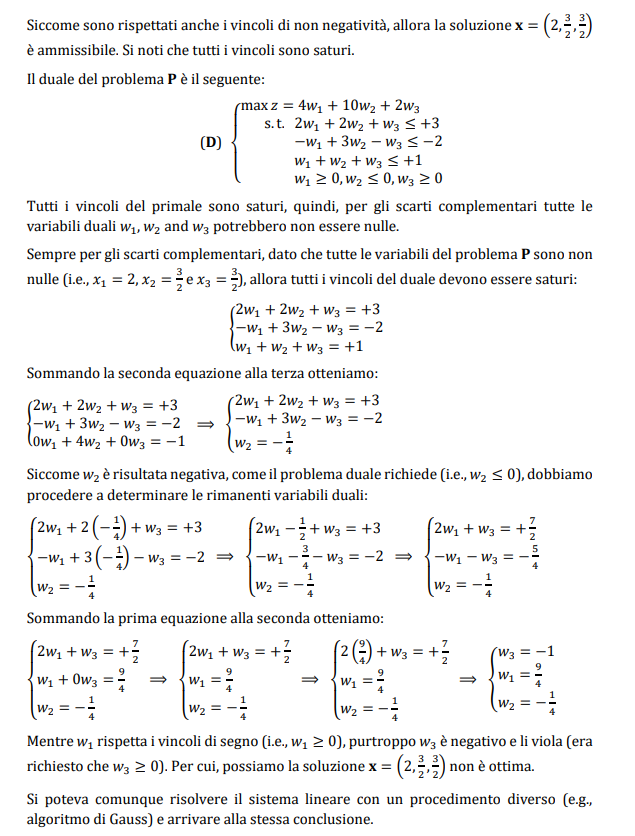 Siccome sono rispettati anche i vincoli di non negatività, allora la soluzione x = (2, 3/2, 3/2)
è ammissibile. Si noti che tutti i vincoli sono saturi.
Il duale del problema P è il seguente:
(D) { max z = 4w₁ + 10w₂ + 2w₃
s.t. 2w₁ + 2w₂ + w₃ ≤ +3
−w₁ + 3w₂ − w₃ ≤ −2
w₁ + w₂ + w₃ ≤ +1
w₁ ≥ 0, w₂ ≤ 0, w₃ ≥ 0
Tutti i vincoli del primale sono saturi, quindi, per gli scarti complementari tutte le
variabili duali w₁, w₂ and w₃ potrebbero non essere nulle.
Sempre per gli scarti complementari, dato che tutte le variabili del problema P sono non
nulle (i.e., x₁ = 2, x₂ = 3/2 e x₃ = 3/2), allora tutti i vincoli del duale devono essere saturi:
{ 2w₁ + 2w₂ + w₃ = +3
−w₁ + 3w₂ − w₃ = −2
w₁ + w₂ + w₃ = +1
Sommando la seconda equazione alla terza otteniamo:
{ 2w₁ + 2w₂ + w₃ = +3
−w₁ + 3w₂ − w₃ = −2
0w₁ + 4w₂ + 0w₃ = −1
⟹
{ 2w₁ + 2w₂ + w₃ = +3
−w₁ + 3w₂ − w₃ = −2
w₂ = −1/4
Siccome w₂ è risultata negativa, come il problema duale richiede (i.e., w₂ ≤ 0), dobbiamo
procedere a determinare le rimanenti variabili duali:
{ 2w₁ + 2(−1/4) + w₃ = +3
−w₁ + 3(−1/4) − w₃ = −2
w₂ = −1/4
⟹
{ 2w₁ − 1/2 + w₃ = +3
−w₁ − 3/4 − w₃ = −2
w₂ = −1/4
⟹
{ 2w₁ + w₃ = +7/2
−w₁ − w₃ = −5/4
w₂ = −1/4
Sommando la prima equazione alla seconda otteniamo:
{ 2w₁ + w₃ = +7/2
w₁ + 0w₃ = 9/4
w₂ = −1/4
⟹
{ 2w₁ + w₃ = +7/2
w₁ = 9/4
w₂ = −1/4
⟹
{ 2(9/4) + w₃ = +7/2
w₁ = 9/4
w₂ = −1/4
⟹
{ w₃ = −1
w₁ = 9/4
w₂ = −1/4
Mentre w₁ rispetta i vincoli di segno (i.e., w₁ ≥ 0), purtroppo w₃ è negativo e li viola (era
richiesto che w₃ ≥ 0). Per cui, possiamo la soluzione x = (2, 3/2, 3/2) non è ottima.
Si poteva comunque risolvere il sistema lineare con un procedimento diverso (e.g.,
algoritmo di Gauss) e arrivare alla stessa conclusione.